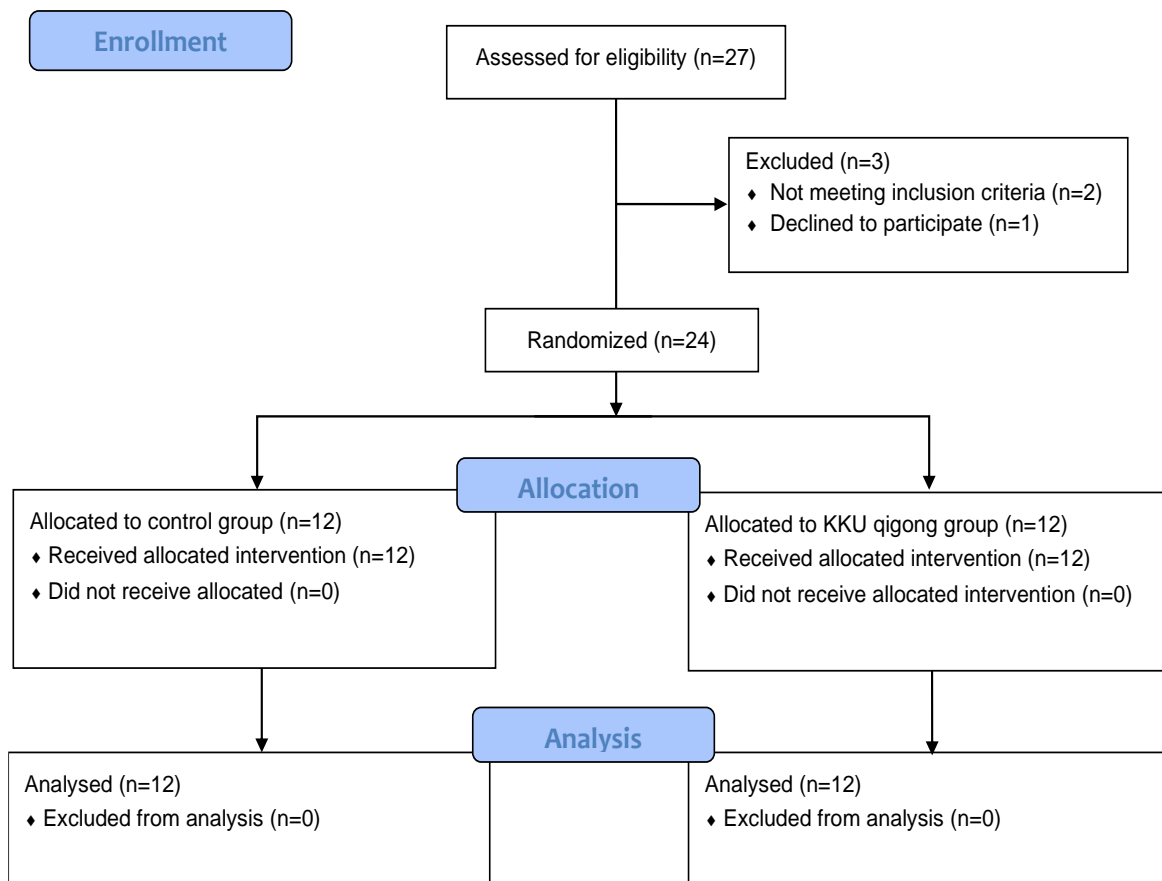 Enrollment
Assessed for eligibility (n=27)
Excluded (n=3)
♦ Not meeting inclusion criteria (n=2)
♦ Declined to participate (n=1)
Randomized (n=24)
Allocation
Allocated to control group (n=12)
♦ Received allocated intervention (n=12)
♦ Did not receive allocated (n=0)
Allocated to KKU qigong group (n=12)
♦ Received allocated intervention (n=12)
♦ Did not receive allocated intervention (n=0)
Analysis
Analysed (n=12)
♦ Excluded from analysis (n=0)
Analysed (n=12)
♦ Excluded from analysis (n=0)